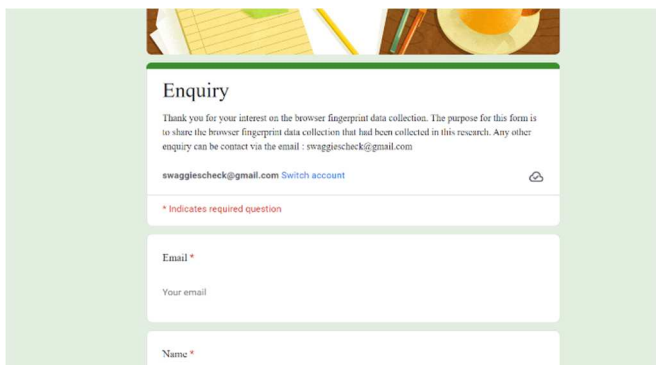 Enquiry
Thank you for your interest on the browser fingerprint data collection. The purpose for this form is
to share the browser fingerprint data collection that had been collected in this research. Any other
enquiry can be contact via the email : swaggiescheck@gmail.com
swaggiescheck@gmail.com Switch account
* Indicates required question
Email *
Your email
Name *